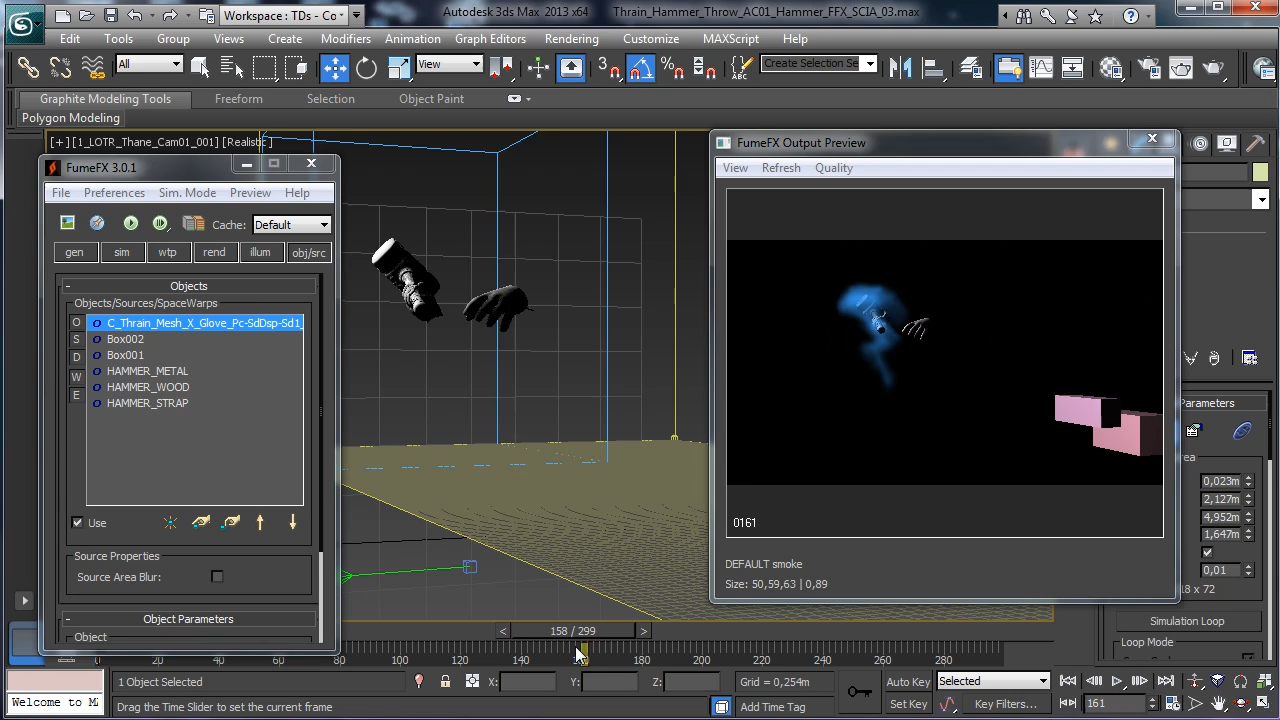 Workspace : TDs - Co
Autodesk 3ds Max  2013 x64
Thrain_Hammer_Throw_AC01_Hammer_FFX_SCIA_03.max
Edit Tools Group Views Create Modifiers Animation Graph Editors Rendering Customize MAXScript Help
All
View
3
Create Selection Se
Graphite Modeling Tools Freeform Selection Object Paint
Polygon Modeling
[+][1_LOTR_Thane_Cam01_001][Realistic]
FumeFX 3.0.1
File Preferences Sim. Mode Preview Help
Cache: Default
gen sim wtp rend illum obj/src
- Objects
Objects/Sources/SpaceWarps
O C_Thrain_Mesh_X_Glove_Pc-SdDsp-Sd1_
S Box002
D Box001
W HAMMER_METAL
E HAMMER_WOOD
HAMMER_STRAP
Use
Source Properties
Source Area Blur:
- Object Parameters
Object
FumeFX Output Preview
View Refresh Quality
0161
DEFAULT smoke
Size: 50,59,63 | 0,89
Parameters
0,023m
2,127m
4,952m
1,647m
0,01
8 x 72
Simulation Loop
Loop Mode
< 158 / 299 >
0 80 100 120 140 180 200 220 240 260 280
1 Object Selected
X: Y: Z: Grid = 0,254m
Auto Key Selected
Welcome to M
Drag the Time Slider to set the current frame
Add Time Tag
Set Key Key Filters... 161